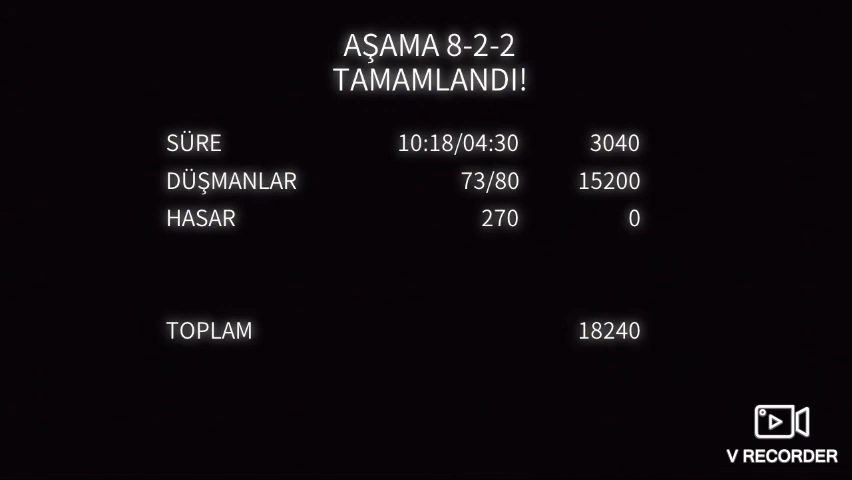 AŞAMA 8-2-2
TAMAMLANDI!
SÜRE 10:18/04:30 3040
DÜŞMANLAR 73/80 15200
HASAR 270 0
TOPLAM 18240
V RECORDER